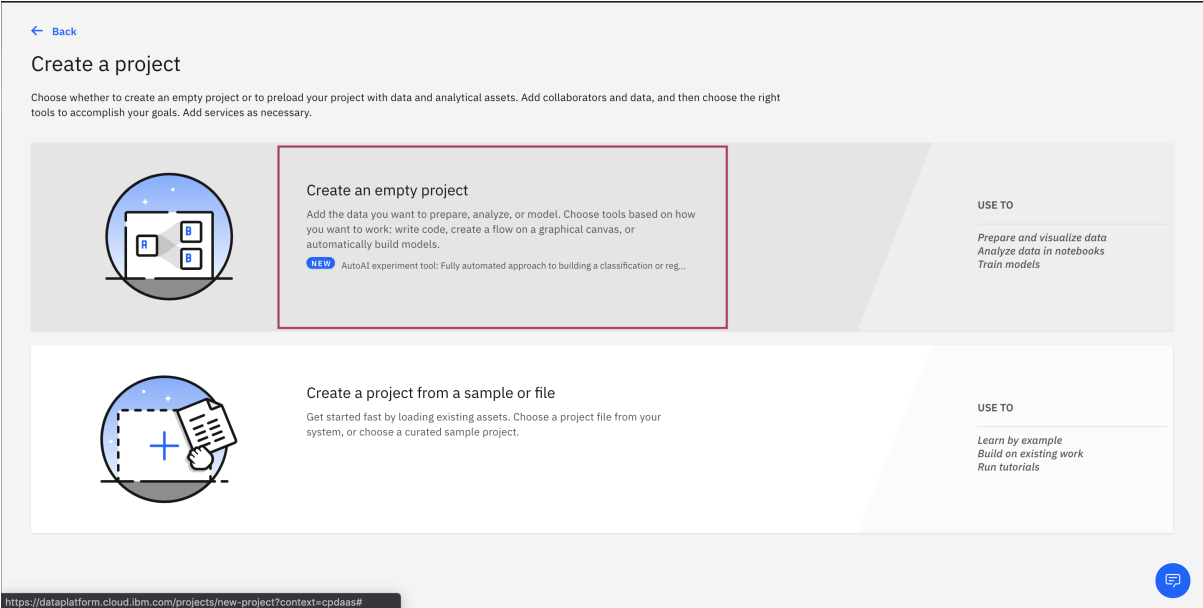 Back
Create a project
Choose whether to create an empty project or to preload your project with data and analytical assets. Add collaborators and data, and then choose the right
tools to accomplish your goals. Add services as necessary.
Create an empty project
Add the data you want to prepare, analyze, or model. Choose tools based on how
you want to work: write code, create a flow on a graphical canvas, or
automatically build models.
NEW AutoAI experiment tool: Fully automated approach to building a classification or reg...
A
B
B
USE TO
Prepare and visualize data
Analyze data in notebooks
Train models
Create a project from a sample or file
Get started fast by loading existing assets. Choose a project file from your
system, or choose a curated sample project.
USE TO
Learn by example
Build on existing work
Run tutorials
https://dataplatform.cloud.ibm.com/projects/new-project?context=cpdaas#